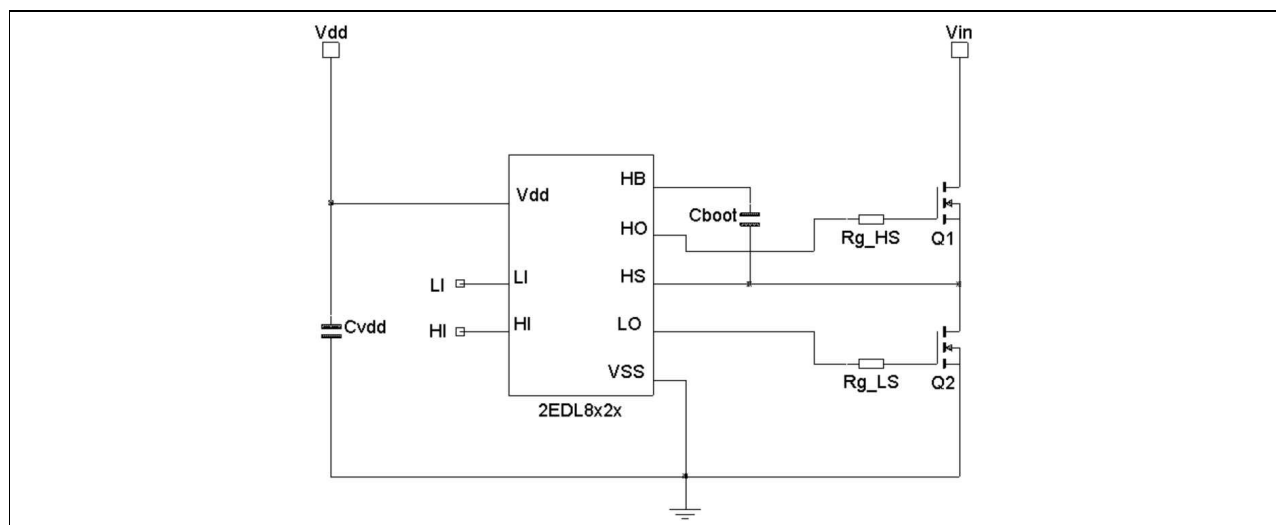 Vdd
Vin
Vdd
HB
Cboot
HO
Rg_HS
Q1
LI
LI
HS
HI
HI
Cvdd
LO
Rg_LS
Q2
VSS
2EDL8x2x